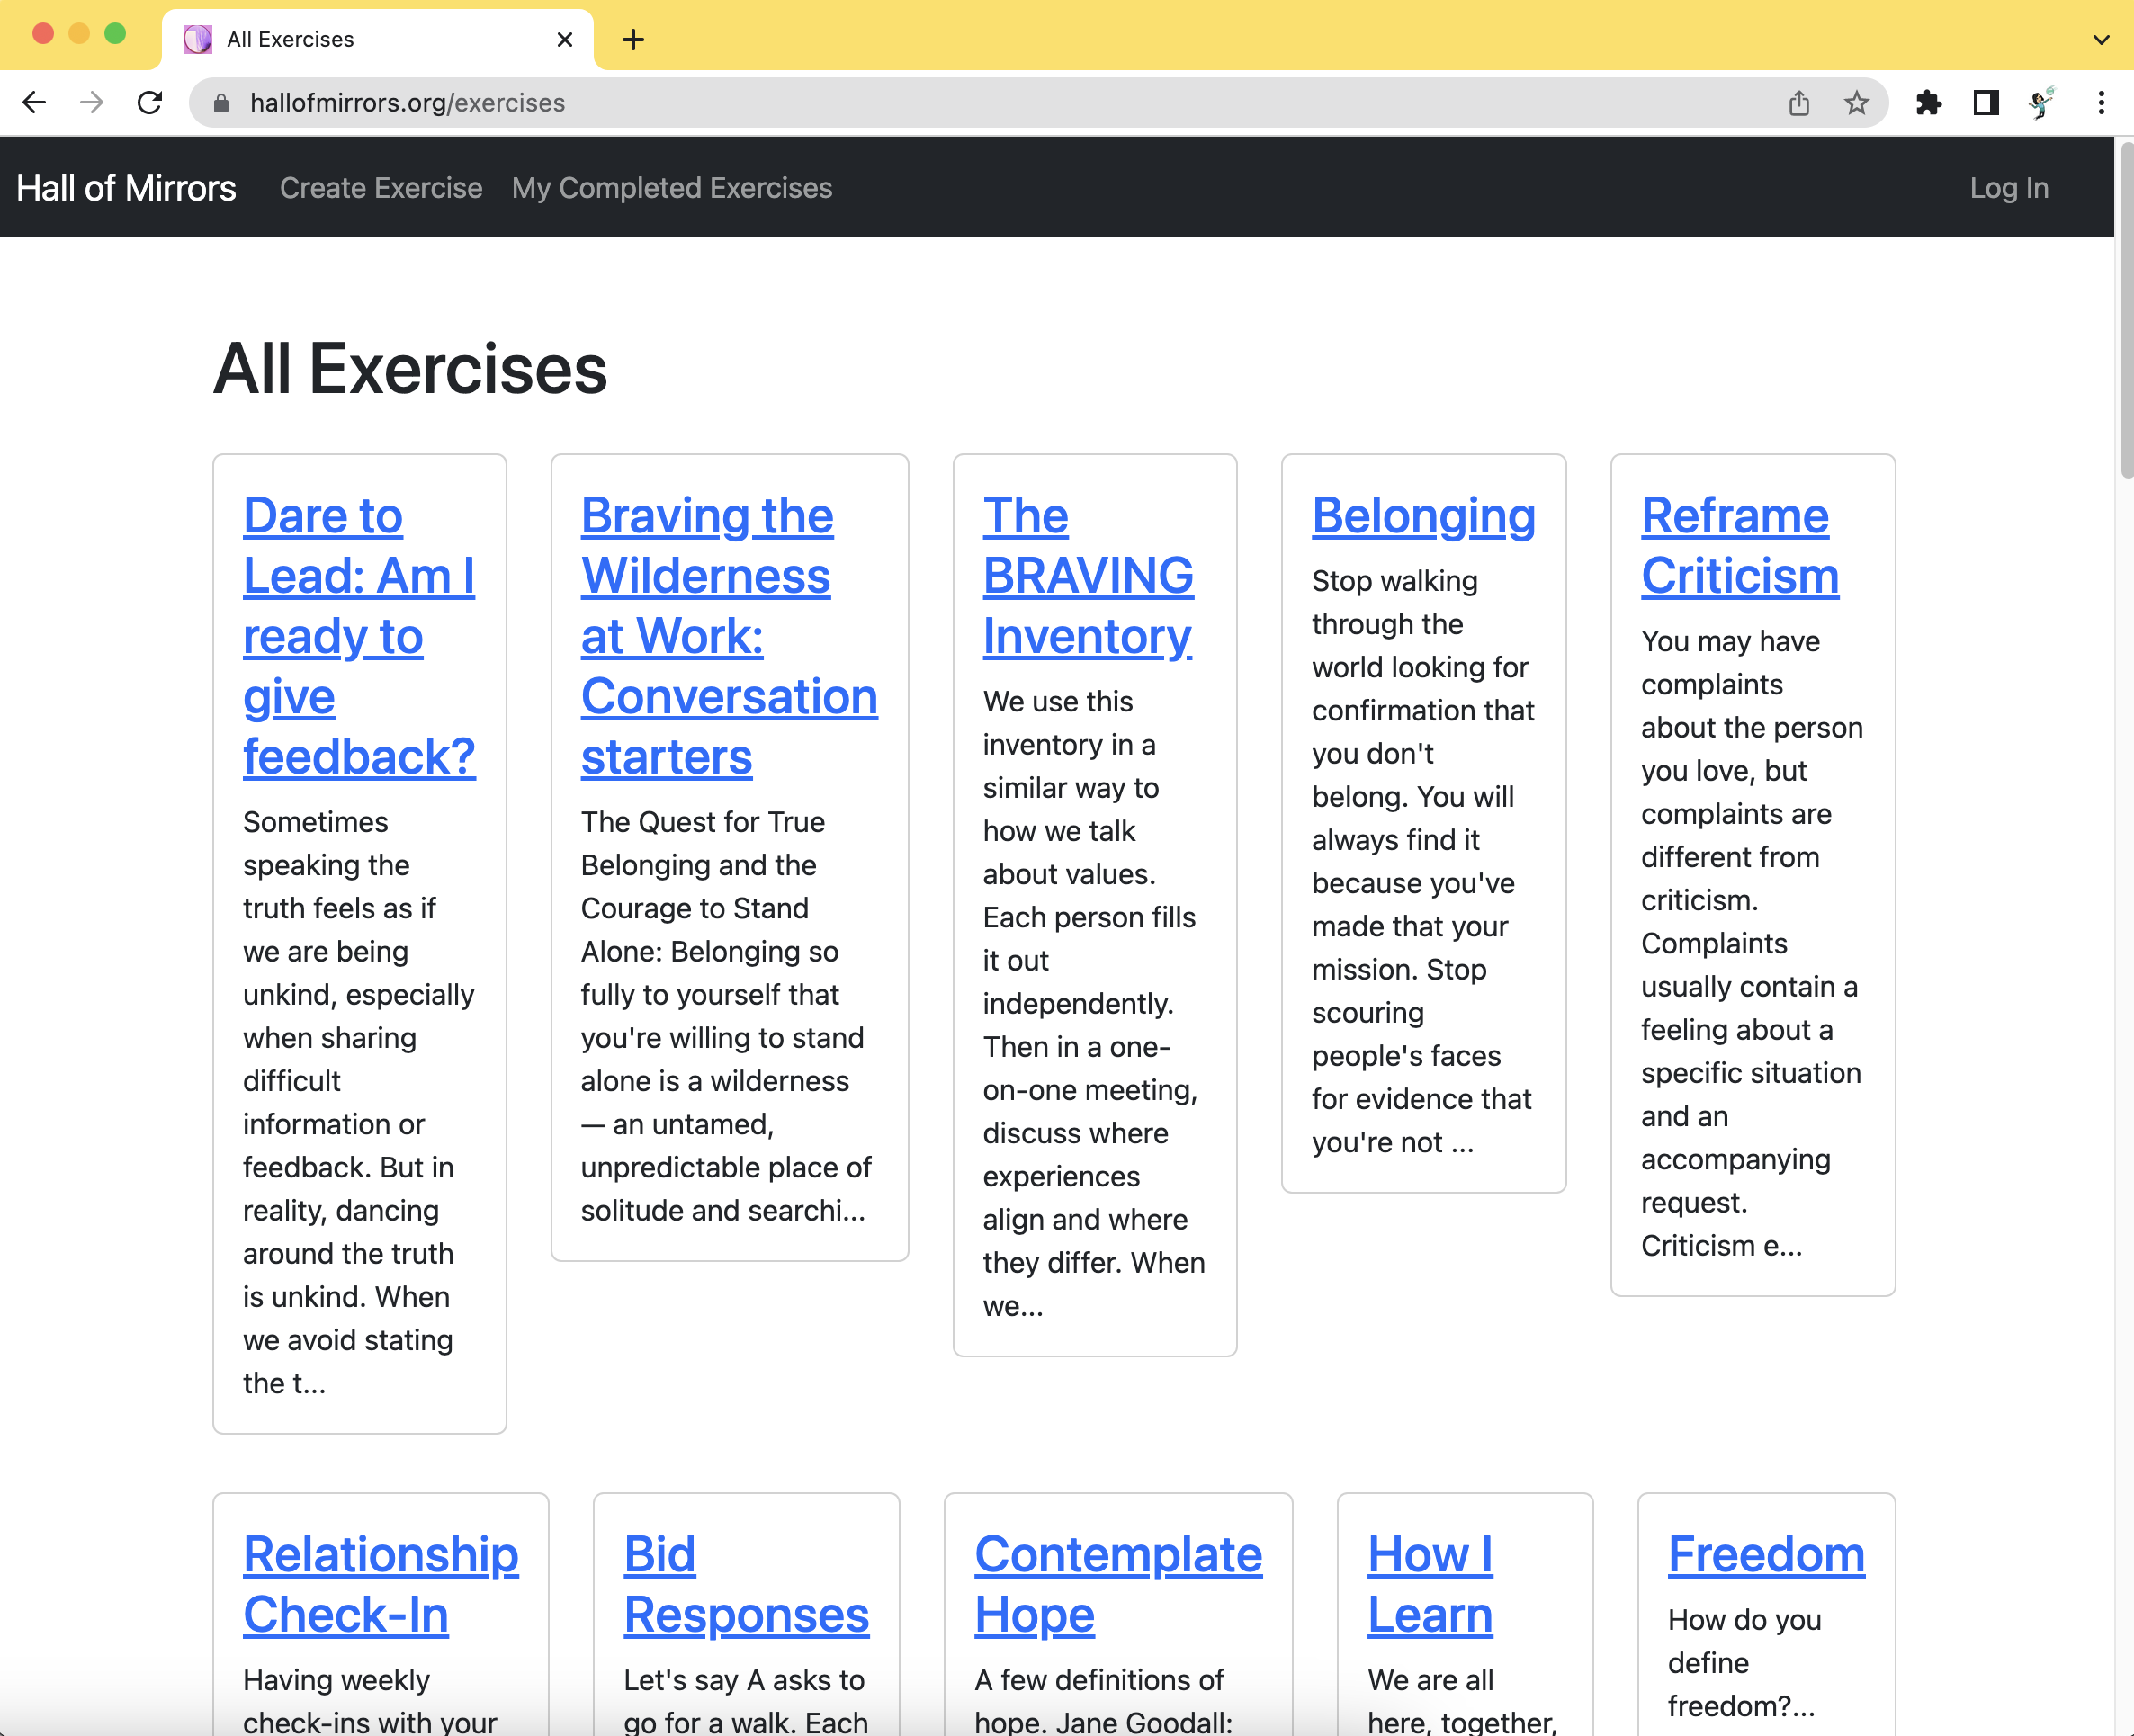 All Exercises
hallofmirrors.org/exercises
Hall of Mirrors
Create Exercise
My Completed Exercises
Log In
All Exercises
Dare to
Lead: Am I
ready to
give
feedback?
Sometimes
speaking the
truth feels as if
we are being
unkind, especially
when sharing
difficult
information or
feedback. But in
reality, dancing
around the truth
is unkind. When
we avoid stating
the t...
Braving the
Wilderness
at Work:
Conversation
starters
The Quest for True
Belonging and the
Courage to Stand
Alone: Belonging so
fully to yourself that
you're willing to stand
alone is a wilderness
— an untamed,
unpredictable place of
solitude and searchi...
The
BRAVING
Inventory
We use this
inventory in a
similar way to
how we talk
about values.
Each person fills
it out
independently.
Then in a one-
on-one meeting,
discuss where
experiences
align and where
they differ. When
we...
Belonging
Stop walking
through the
world looking for
confirmation that
you don't
belong. You will
always find it
because you've
made that your
mission. Stop
scouring
people's faces
for evidence that
you're not ...
Reframe
Criticism
You may have
complaints
about the person
you love, but
complaints are
different from
criticism.
Complaints
usually contain a
feeling about a
specific situation
and an
accompanying
request.
Criticism e...
Relationship
Check-In
Having weekly
check-ins with your
Bid
Responses
Let's say A asks to
go for a walk. Each
Contemplate
Hope
A few definitions of
hope. Jane Goodall:
How I
Learn
We are all
here, together,
Freedom
How do you
define
freedom?...